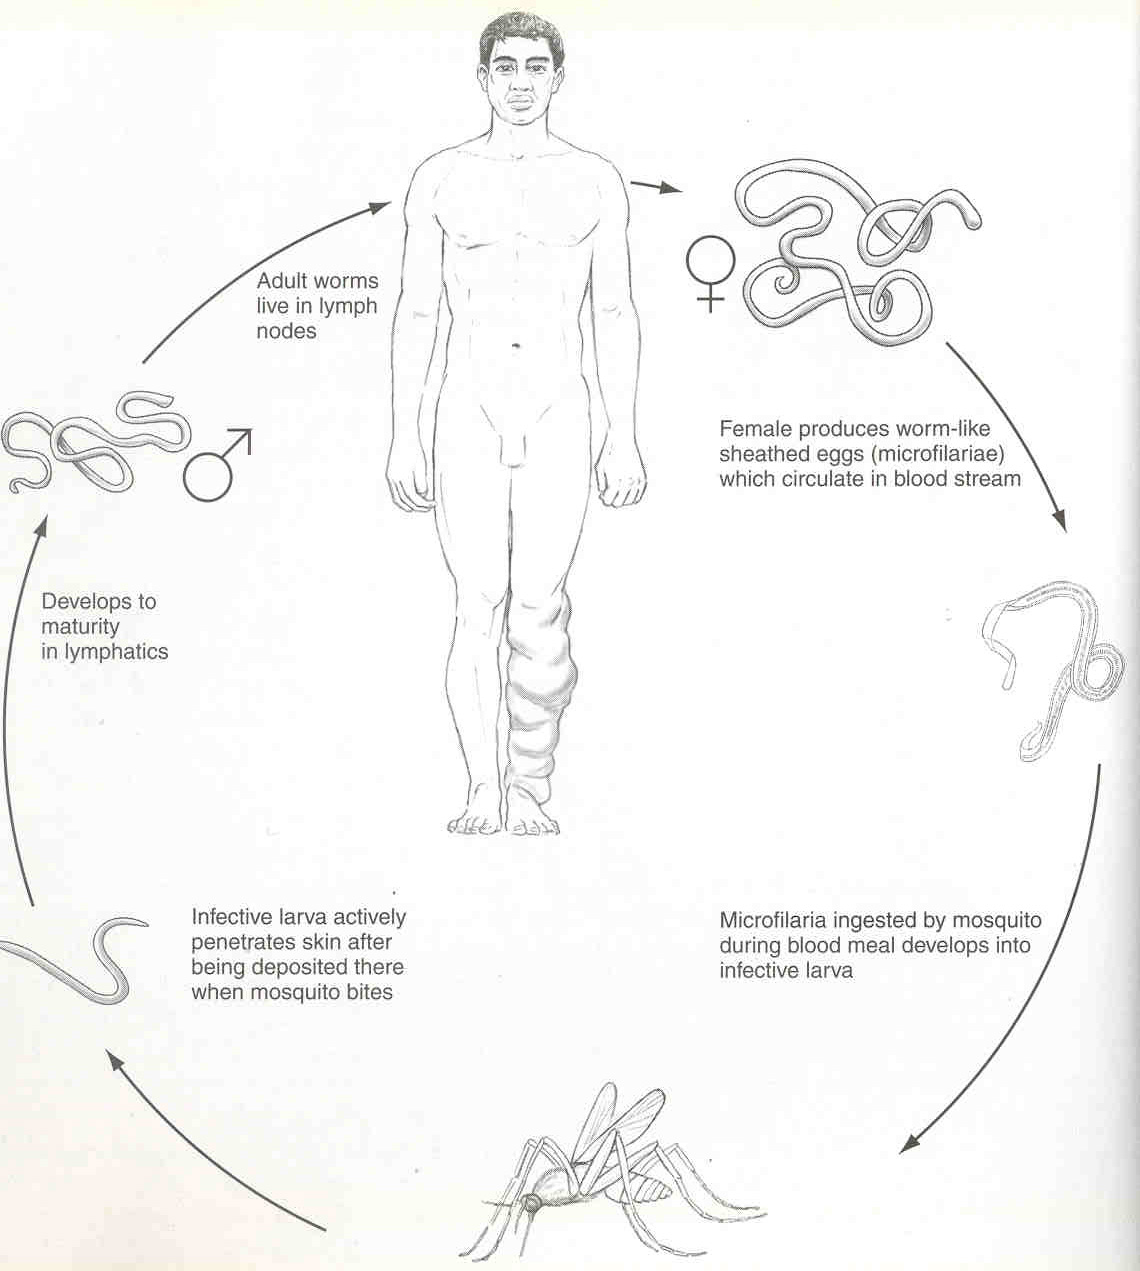 Adult worms
live in lymph
nodes
Female produces worm-like
sheathed eggs (microfilariae)
which circulate in blood stream
Develops to
maturity
in lymphatics
Infective larva actively
penetrates skin after
being deposited there
when mosquito bites
Microfilaria ingested by mosquito
during blood meal develops into
infective larva